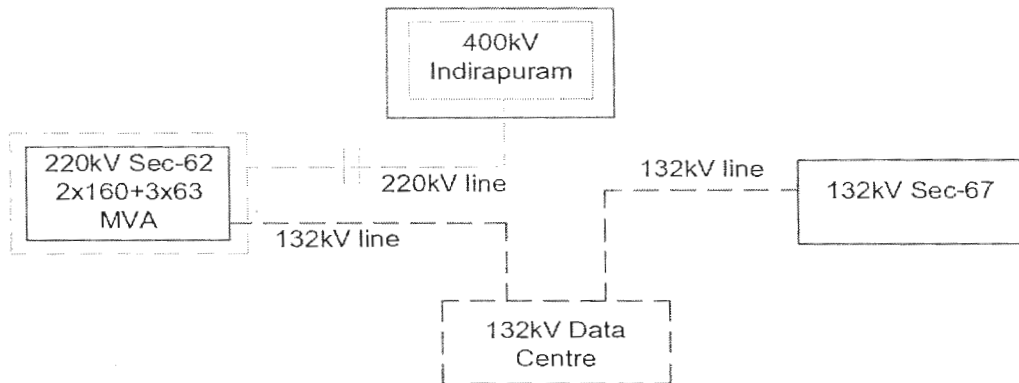 400kV
Indirapuram
220kV Sec-62
2x160+3x63
MVA
220kV line
132kV line
132kV Sec-67
132kV line
132kV Data
Centre